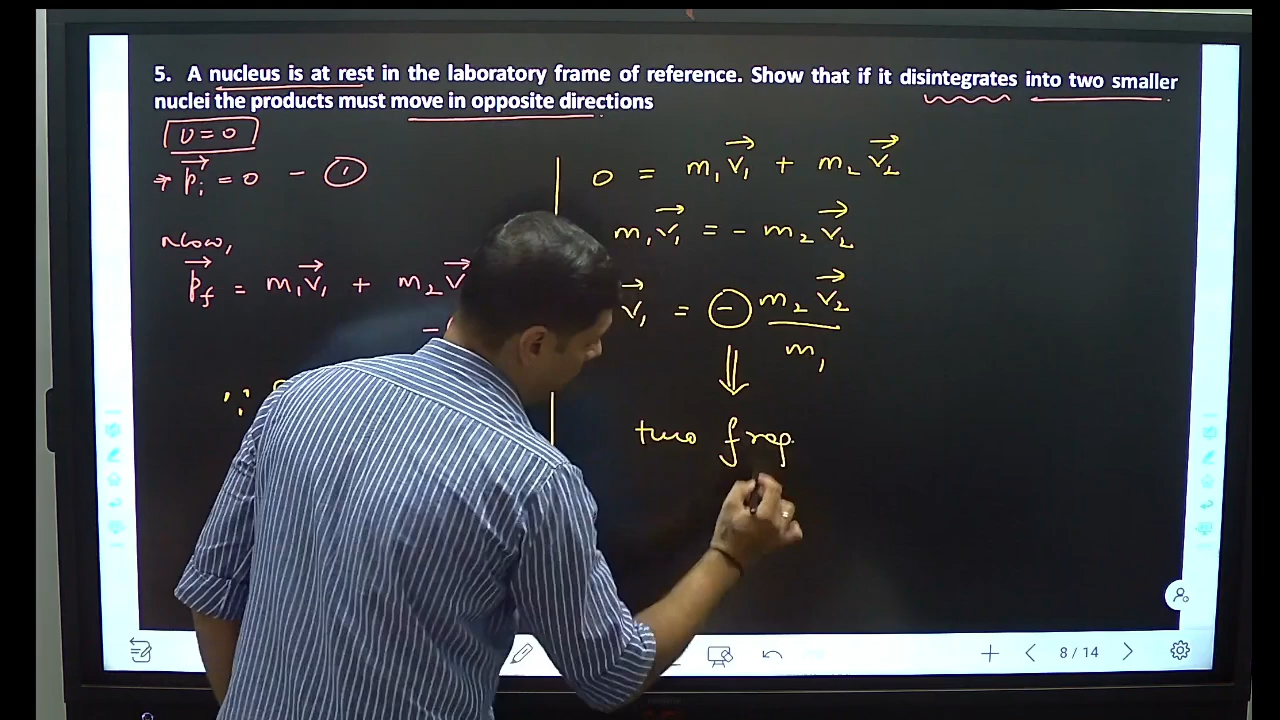 5. A nucleus is at rest in the laboratory frame of reference. Show that if it disintegrates into two smaller
nuclei the products must move in opposite directions
υ = 0
⇒ p⃗ᵢ = 0 - ①
Now,
p⃗_f = m₁v⃗₁ + m₂v⃗
∵
0 = m₁v⃗₁ + m₂v⃗₂
m₁v⃗₁ = - m₂v⃗₂
v⃗₁ = - m₂v⃗₂ / m₁
⇓
two frag
8 / 14